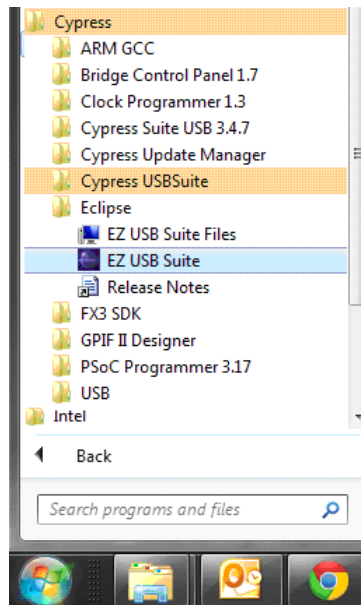 Cypress
ARM GCC
Bridge Control Panel 1.7
Clock Programmer 1.3
Cypress Suite USB 3.4.7
Cypress Update Manager
Cypress USBSuite
Eclipse
EZ USB Suite Files
EZ USB Suite
Release Notes
FX3 SDK
GPIF II Designer
PSoC Programmer 3.17
USB
Intel
Back
Search programs and files